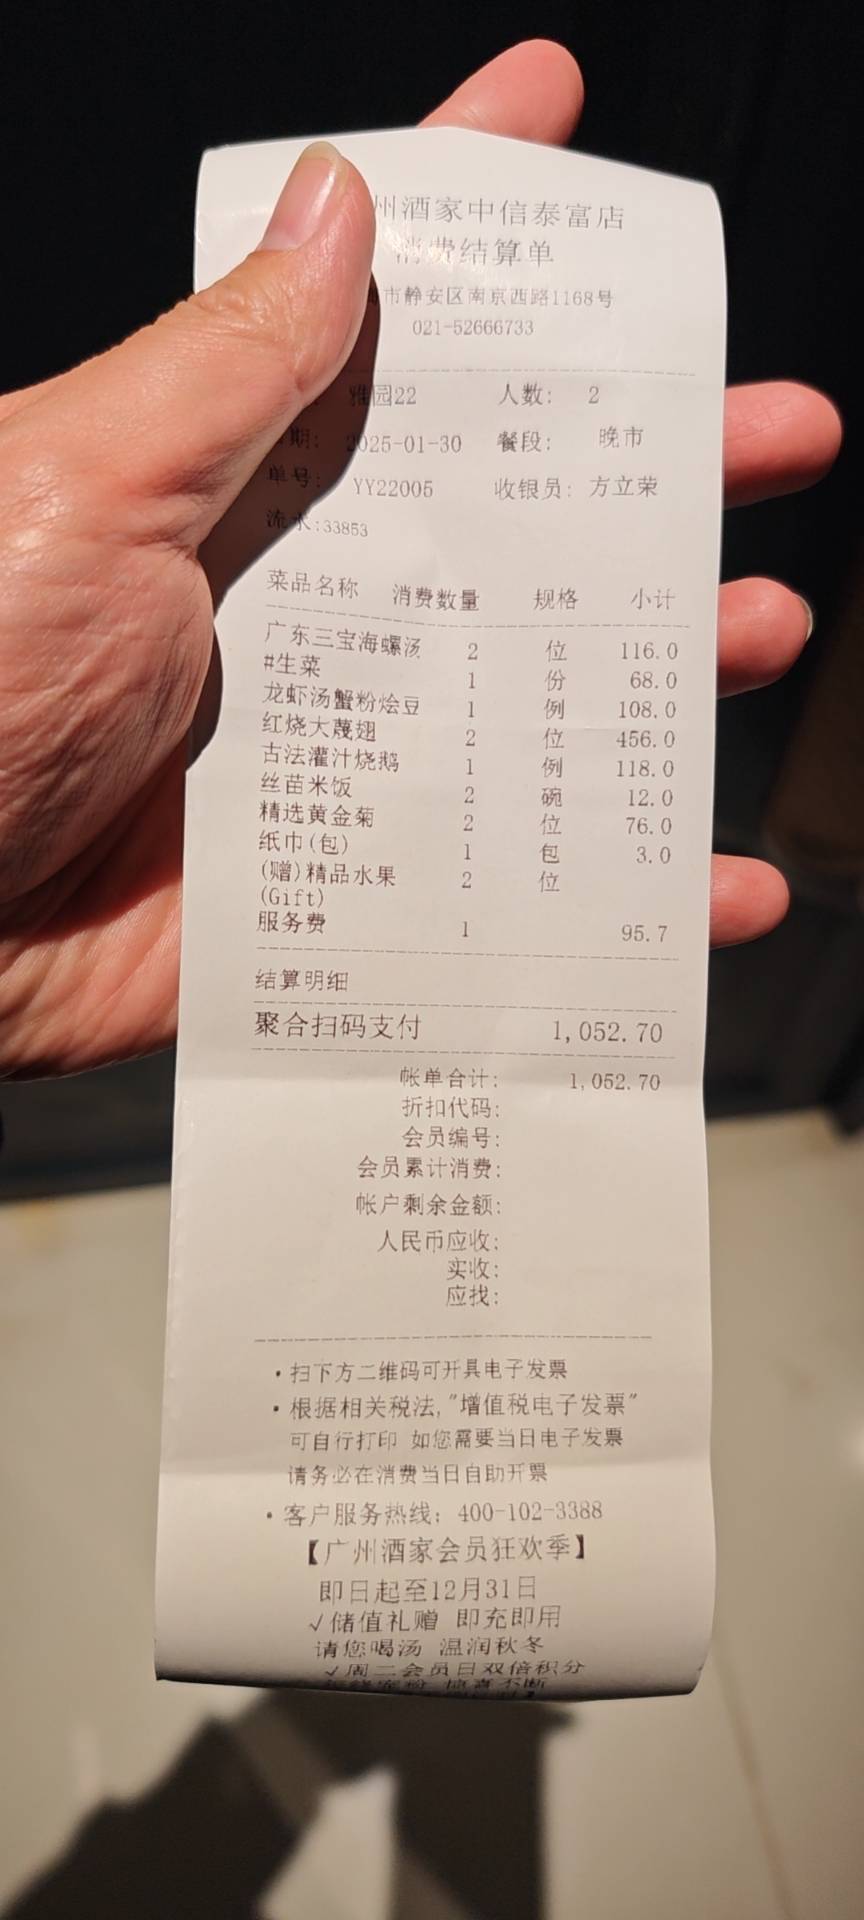 州酒家中信泰富店
消费结算单
市静安区南京西路1168号
021-52666733
雅园22 人数: 2
期: 2025-01-30 餐段: 晚市
单号: YY22005 收银员: 方立荣
流水:33853
菜品名称 消费数量 规格 小计
广东三宝海螺汤 2 位 116.0
#生菜 1 份 68.0
龙虾汤蟹粉烩豆 1 例 108.0
红烧大蔑翅 2 位 456.0
古法灌汁烧鹅 1 例 118.0
丝苗米饭 2 碗 12.0
精选黄金菊 2 位 76.0
纸巾(包) 1 包 3.0
(赠)精品水果 2 位
(Gift)
服务费 1 95.7
结算明细
聚合扫码支付 1,052.70
帐单合计: 1,052.70
折扣代码:
会员编号:
会员累计消费:
帐户剩余金额:
人民币应收:
实收:
应找:
·扫下方二维码可开具电子发票
·根据相关税法,"增值税电子发票"
可自行打印 如您需要当日电子发票
请务必在消费当日自助开票
·客户服务热线: 400-102-3388
【广州酒家会员狂欢季】
即日起至12月31日
✓储值礼赠 即充即用
请您喝汤 温润秋冬
✓周二会员日双倍积分
惊喜不断